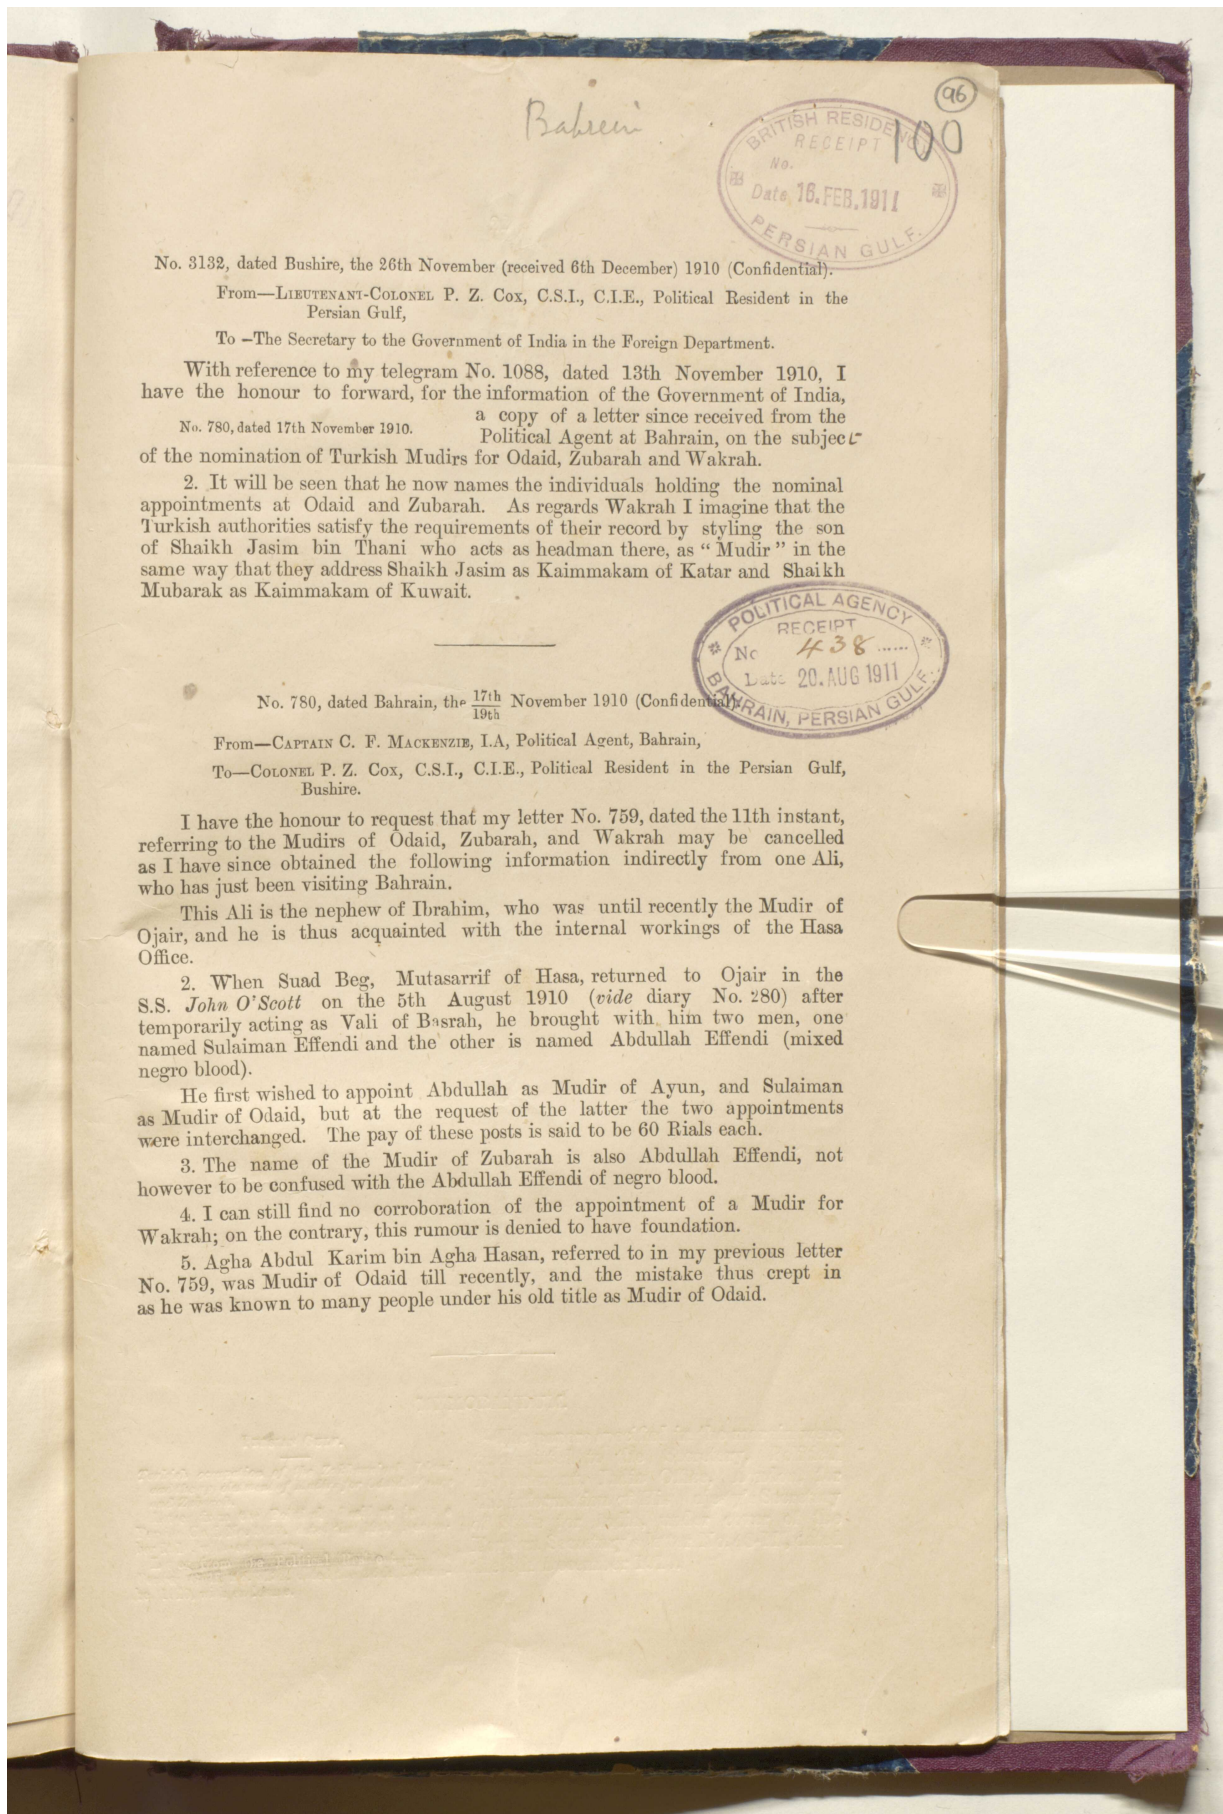 96
Bahrein
100
BRITISH RESIDENCY
RECEIPT
No.
Date 16. FEB. 1911
PERSIAN GULF.
No. 3132, dated Bushire, the 26th November (received 6th December) 1910 (Confidential).
From—LIEUTENANT-COLONEL P. Z. COX, C.S.I., C.I.E., Political Resident in the
Persian Gulf,
To—The Secretary to the Government of India in the Foreign Department.
With reference to my telegram No. 1088, dated 13th November 1910, I
have the honour to forward, for the information of the Government of India,
a copy of a letter since received from the
No. 780, dated 17th November 1910.
Political Agent at Bahrain, on the subject
of the nomination of Turkish Mudirs for Odaid, Zubarah and Wakrah.
2. It will be seen that he now names the individuals holding the nominal
appointments at Odaid and Zubarah. As regards Wakrah I imagine that the
Turkish authorities satisfy the requirements of their record by styling the son
of Shaikh Jasim bin Thani who acts as headman there, as “ Mudir ” in the
same way that they address Shaikh Jasim as Kaimmakam of Katar and Shaikh
Mubarak as Kaimmakam of Kuwait.
POLITICAL AGENCY
RECEIPT
No 438 ......
Date 20. AUG 1911
BAHRAIN, PERSIAN GULF.
No. 780, dated Bahrain, the 17th/19th November 1910 (Confidential).
From—CAPTAIN C. F. MACKENZIE, I.A, Political Agent, Bahrain,
To—COLONEL P. Z. COX, C.S.I., C.I.E., Political Resident in the Persian Gulf,
Bushire.
I have the honour to request that my letter No. 759, dated the 11th instant,
referring to the Mudirs of Odaid, Zubarah, and Wakrah may be cancelled
as I have since obtained the following information indirectly from one Ali,
who has just been visiting Bahrain.
This Ali is the nephew of Ibrahim, who was until recently the Mudir of
Ojair, and he is thus acquainted with the internal workings of the Hasa
Office.
2. When Suad Beg, Mutasarrif of Hasa, returned to Ojair in the
S.S. John O'Scott on the 5th August 1910 (vide diary No. 280) after
temporarily acting as Vali of Basrah, he brought with him two men, one
named Sulaiman Effendi and the other is named Abdullah Effendi (mixed
negro blood).
He first wished to appoint Abdullah as Mudir of Ayun, and Sulaiman
as Mudir of Odaid, but at the request of the latter the two appointments
were interchanged. The pay of these posts is said to be 60 Rials each.
3. The name of the Mudir of Zubarah is also Abdullah Effendi, not
however to be confused with the Abdullah Effendi of negro blood.
4. I can still find no corroboration of the appointment of a Mudir for
Wakrah; on the contrary, this rumour is denied to have foundation.
5. Agha Abdul Karim bin Agha Hasan, referred to in my previous letter
No. 759, was Mudir of Odaid till recently, and the mistake thus crept in
as he was known to many people under his old title as Mudir of Odaid.